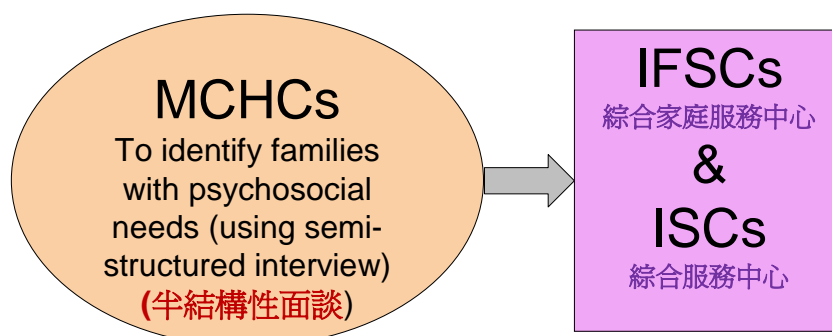 MCHCs
To identify families
with psychosocial
needs (using semi-
structured interview)
(半結構性面談)
IFSCs
綜合家庭服務中心
&
ISCs
綜合服務中心